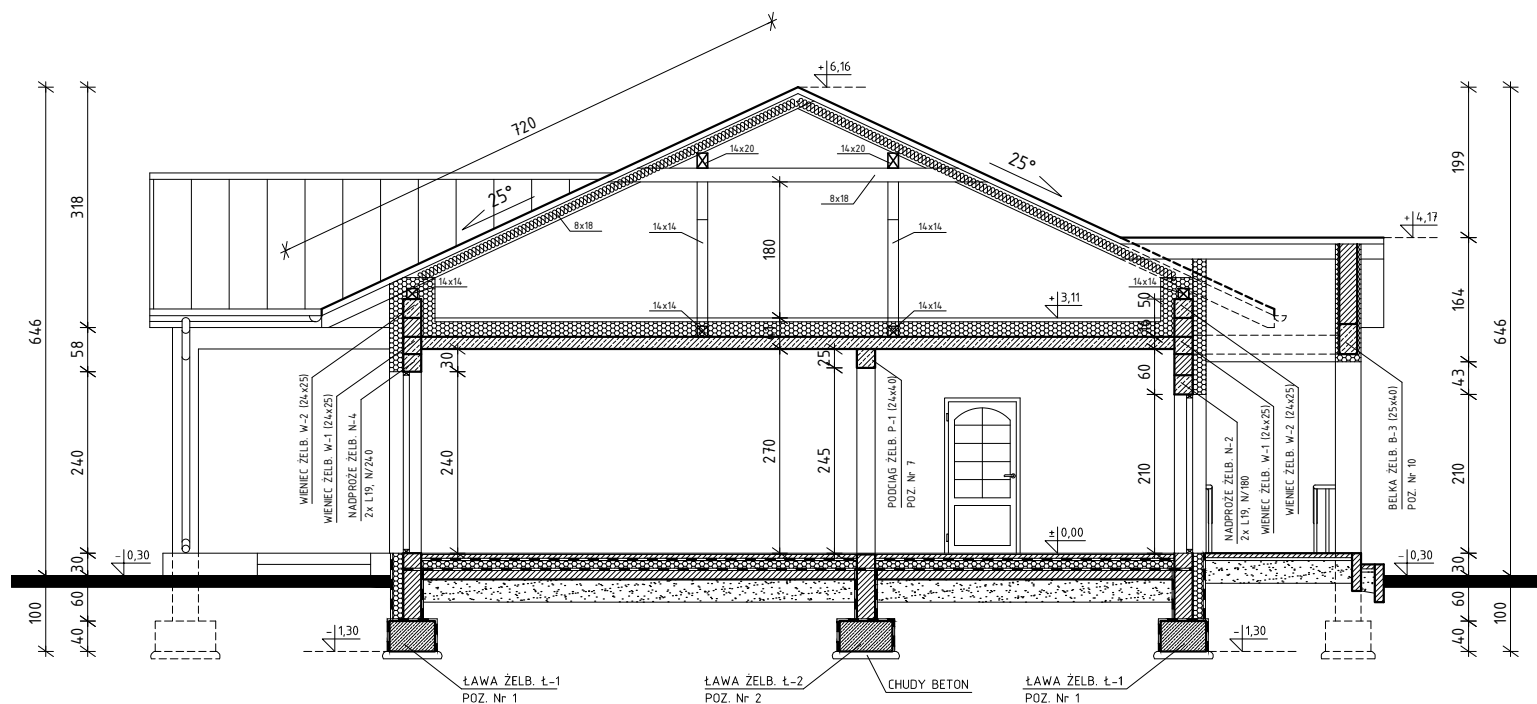 +6,16
720
25°
14x20
14x20
25°
8x18
8x18
199
318
+4,17
14x14
14x14
180
14x14
14x14
50
+3,11
164
14x14
14x14
646
646
58
30
25
60
43
WIENIEC ŻELB. W-2 (24x25)
WIENIEC ŻELB. W-1 (24x25)
NADPROŻE ŻELB. N-4
2x L19, N/240
PODCIĄG ŻELB. P-1 (24x40)
POZ. Nr 7
NADPROŻE ŻELB. N-2
2x L19, N/180
WIENIEC ŻELB. W-1 (24x25)
WIENIEC ŻELB. W-2 (24x25)
BELKA ŻELB. B-3 (25x40)
POZ. Nr 10
240
240
270
245
210
210
± 0,00
-0,30
-0,30
30
30
60
60
100
100
40
40
-1,30
-1,30
ŁAWA ŻELB. Ł-1
POZ. Nr 1
ŁAWA ŻELB. Ł-2
POZ. Nr 2
CHUDY BETON
ŁAWA ŻELB. Ł-1
POZ. Nr 1